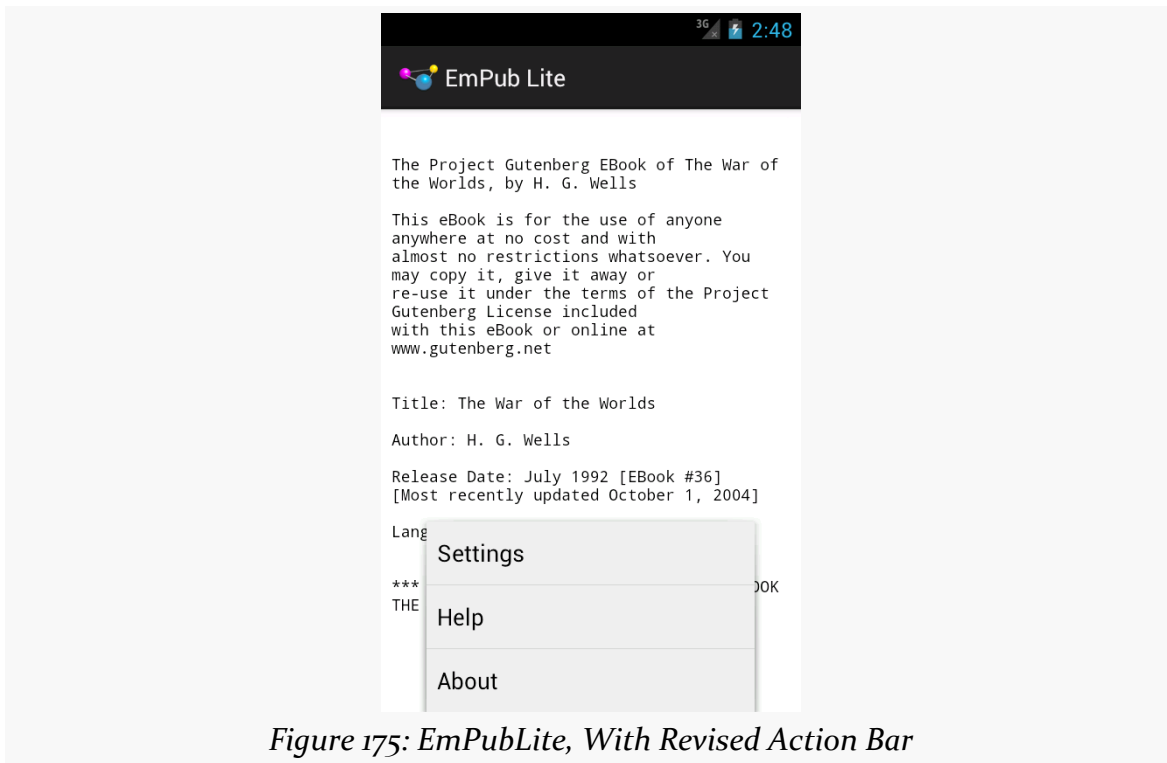 3G
2:48
EmPub Lite
The Project Gutenberg EBook of The War of
the Worlds, by H. G. Wells
This eBook is for the use of anyone
anywhere at no cost and with
almost no restrictions whatsoever. You
may copy it, give it away or
re-use it under the terms of the Project
Gutenberg License included
with this eBook or online at
www.gutenberg.net
Title: The War of the Worlds
Author: H. G. Wells
Release Date: July 1992 [EBook #36]
[Most recently updated October 1, 2004]
Lang
Settings
*** OOK
THE
Help
About
Figure 175: EmPubLite, With Revised Action Bar